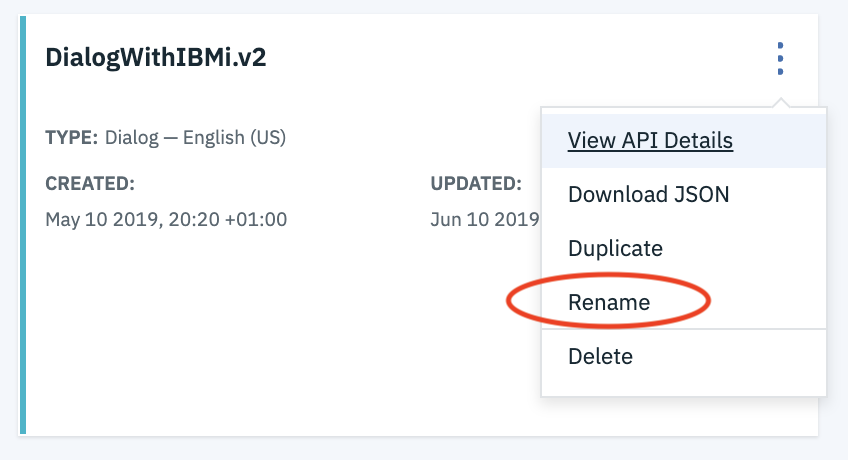 DialogWithIBMi.v2
TYPE: Dialog — English (US)
CREATED:
May 10 2019, 20:20 +01:00
UPDATED:
Jun 10 2019
View API Details
Download JSON
Duplicate
Rename
Delete